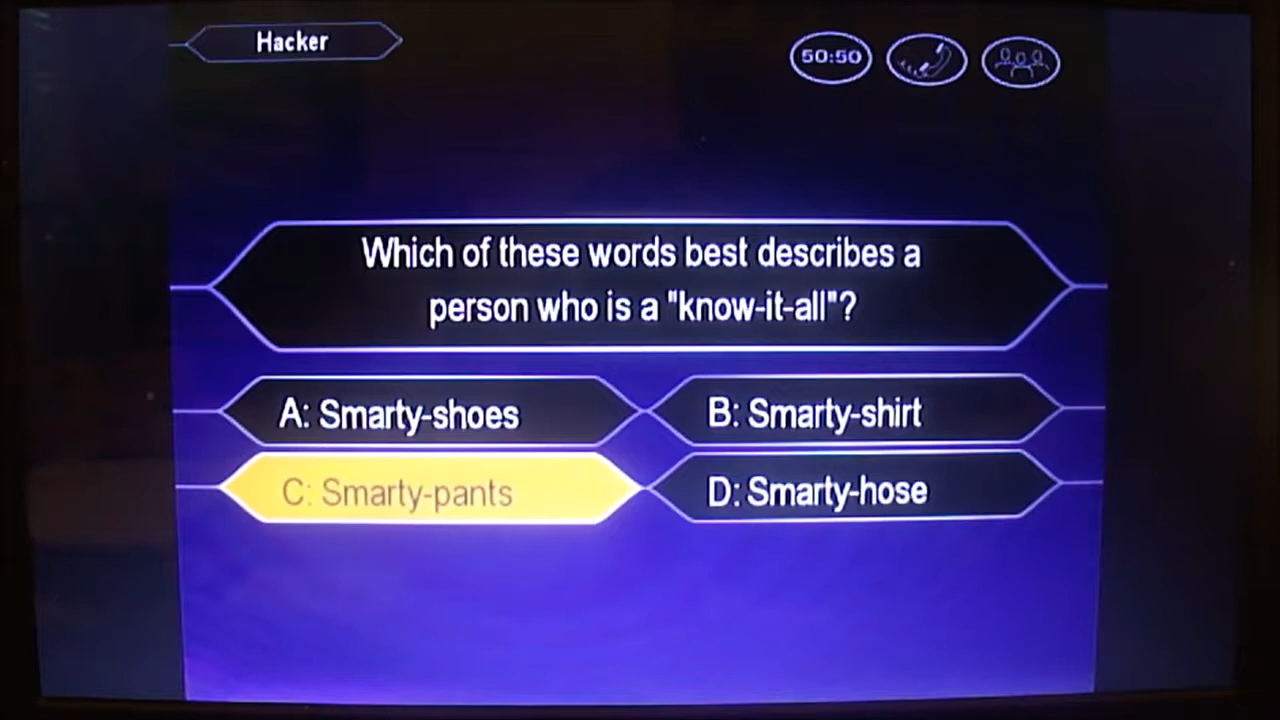 Hacker
50:50
Which of these words best describes a
person who is a "know-it-all"?
A: Smarty-shoes
B: Smarty-shirt
C: Smarty-pants
D: Smarty-hose